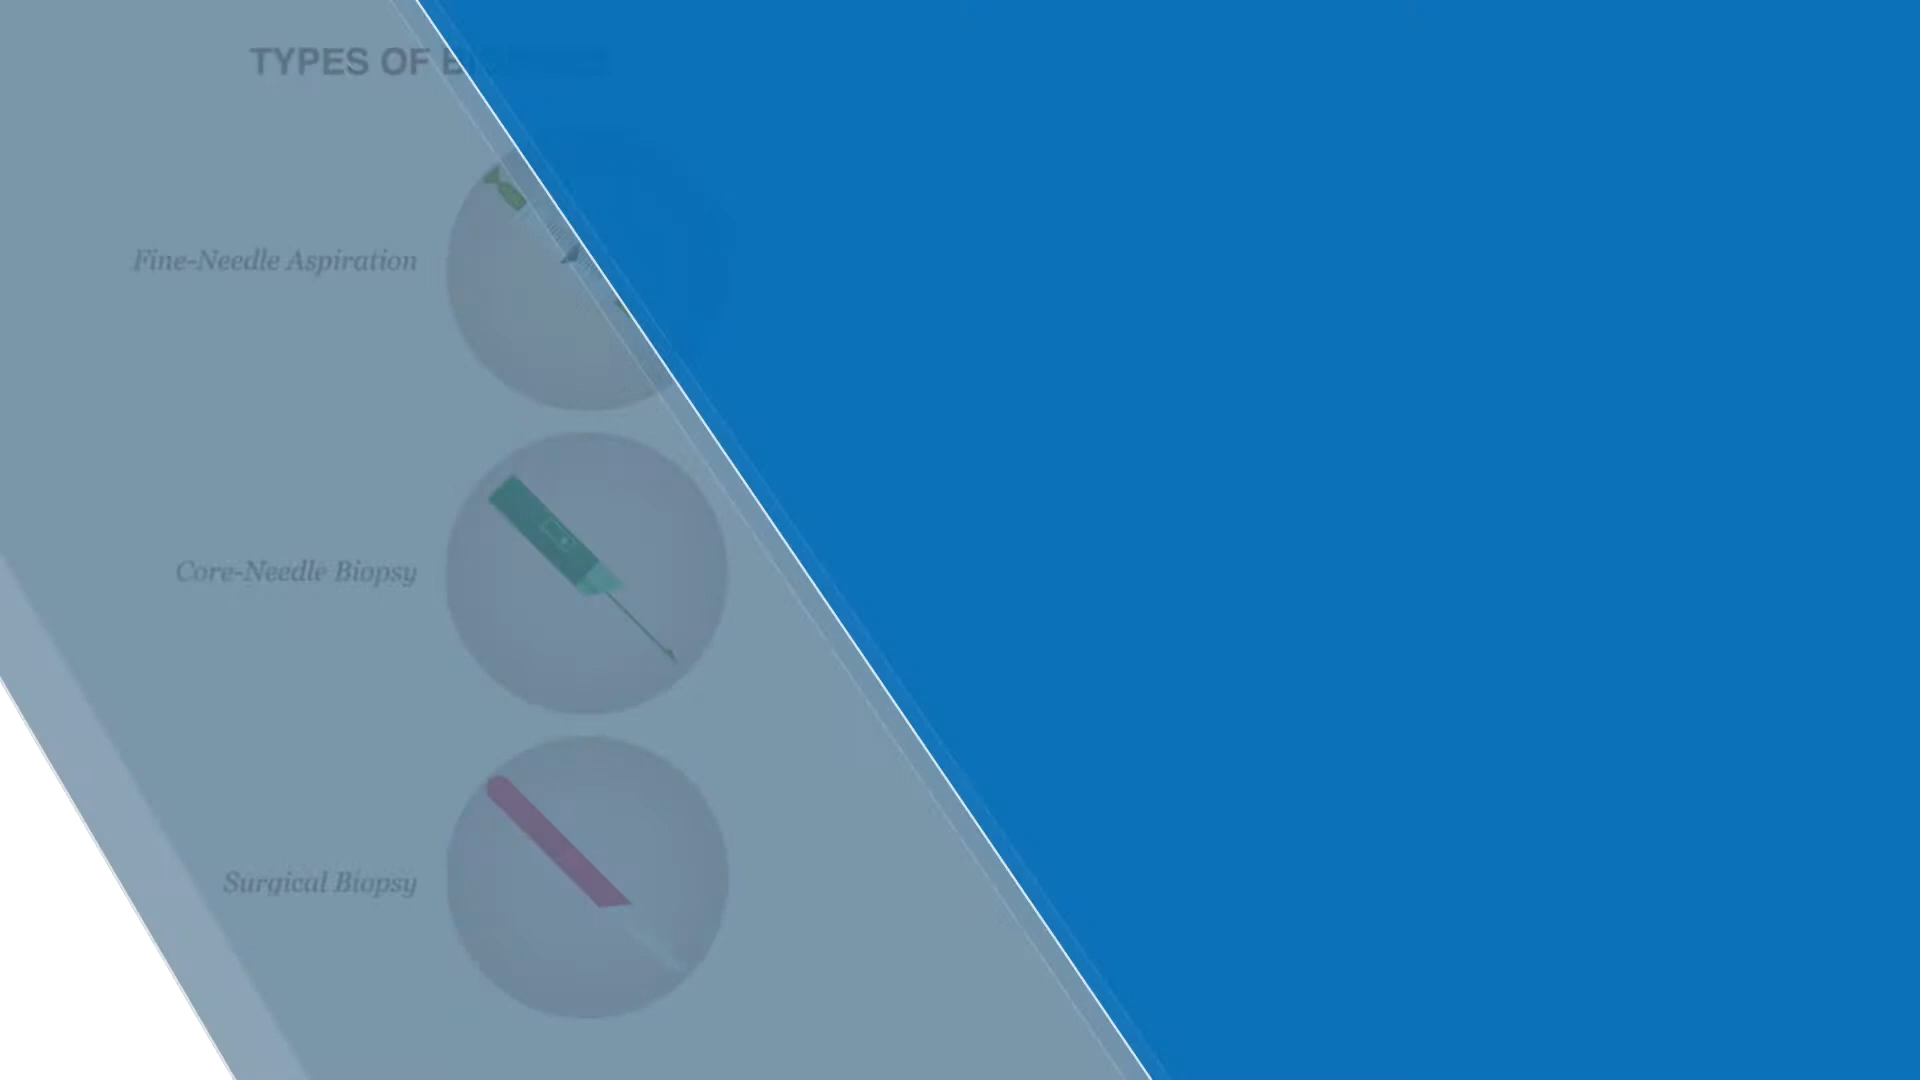 TYPES OF
Fine-Needle Aspiration
Core-Needle Biopsy
Surgical Biopsy